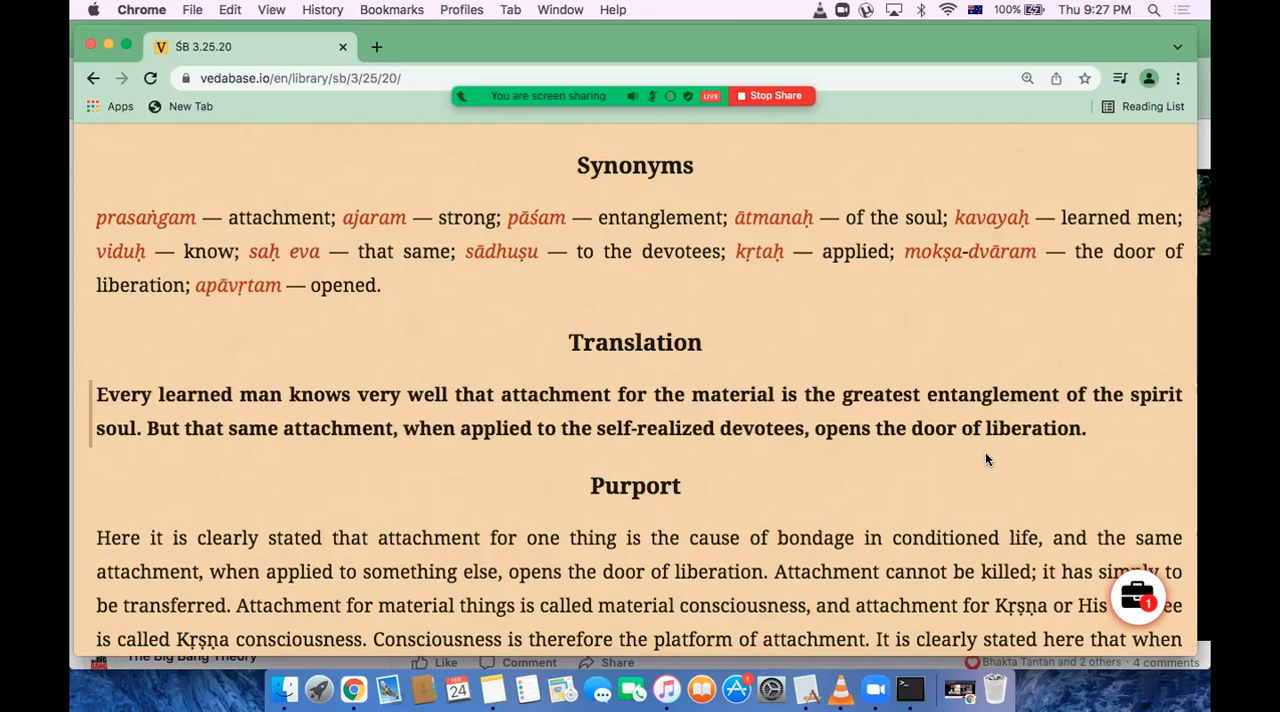 Chrome File Edit View History Bookmarks Profiles Tab Window Help 100% Thu 9:27 PM
V ŚB 3.25.20
vedabase.io/en/library/sb/3/25/20/
You are screen sharing LIVE Stop Share
Apps New Tab Reading List
Synonyms
prasaṅgam — attachment; ajaram — strong; pāśam — entanglement; ātmanaḥ — of the soul; kavayaḥ — learned men;
viduḥ — know; saḥ eva — that same; sādhuṣu — to the devotees; kṛtaḥ — applied; mokṣa-dvāram — the door of
liberation; apāvṛtam — opened.
Translation
Every learned man knows very well that attachment for the material is the greatest entanglement of the spirit
soul. But that same attachment, when applied to the self-realized devotees, opens the door of liberation.
Purport
Here it is clearly stated that attachment for one thing is the cause of bondage in conditioned life, and the same
attachment, when applied to something else, opens the door of liberation. Attachment cannot be killed; it has simply to
be transferred. Attachment for material things is called material consciousness, and attachment for Kṛṣṇa or His ee
1
is called Kṛṣṇa consciousness. Consciousness is therefore the platform of attachment. It is clearly stated here that when
The Big Bang Theory Like Comment Share Bhakta Tantan and 2 others · 4 comments
FEB
24
1